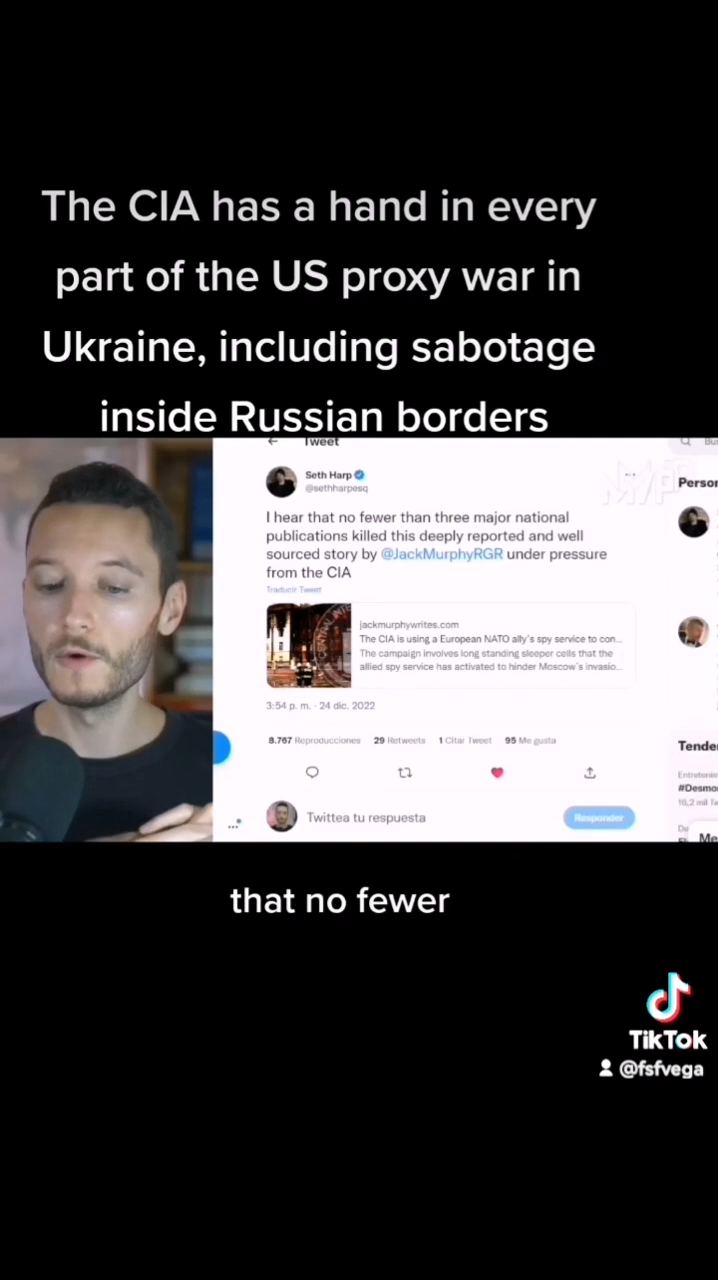 The CIA has a hand in every
part of the US proxy war in
Ukraine, including sabotage
inside Russian borders
Tweet
Seth Harp
@sethharpesq
I hear that no fewer than three major national
publications killed this deeply reported and well
sourced story by @JackMurphyRGR under pressure
from the CIA
Traducir Tweet
jackmurphywrites.com
The CIA is using a European NATO ally's spy service to con...
The campaign involves long standing sleeper cells that the
allied spy service has activated to hinder Moscow's invasio...
3:54 p. m. · 24 dic. 2022
8.767 Reproducciones 29 Retweets 1 Citar Tweet 95 Me gusta
Twittea tu respuesta
Responder
Person
Tenden
#Desmo
that no fewer
TikTok
@fsfvega